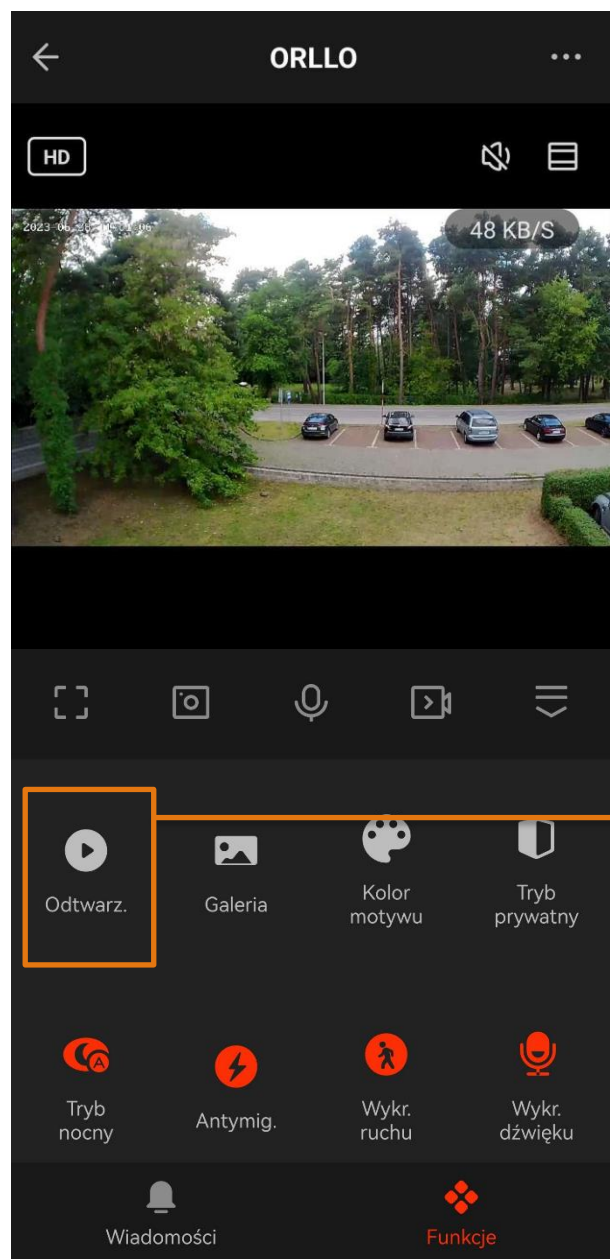 ORLLO
HD
48 KB/S
Odtwarz.
Galeria
Kolor
motywu
Tryb
prywatny
Tryb
nocny
Antymig.
Wykr.
ruchu
Wykr.
dźwięku
Wiadomości
Funkcje